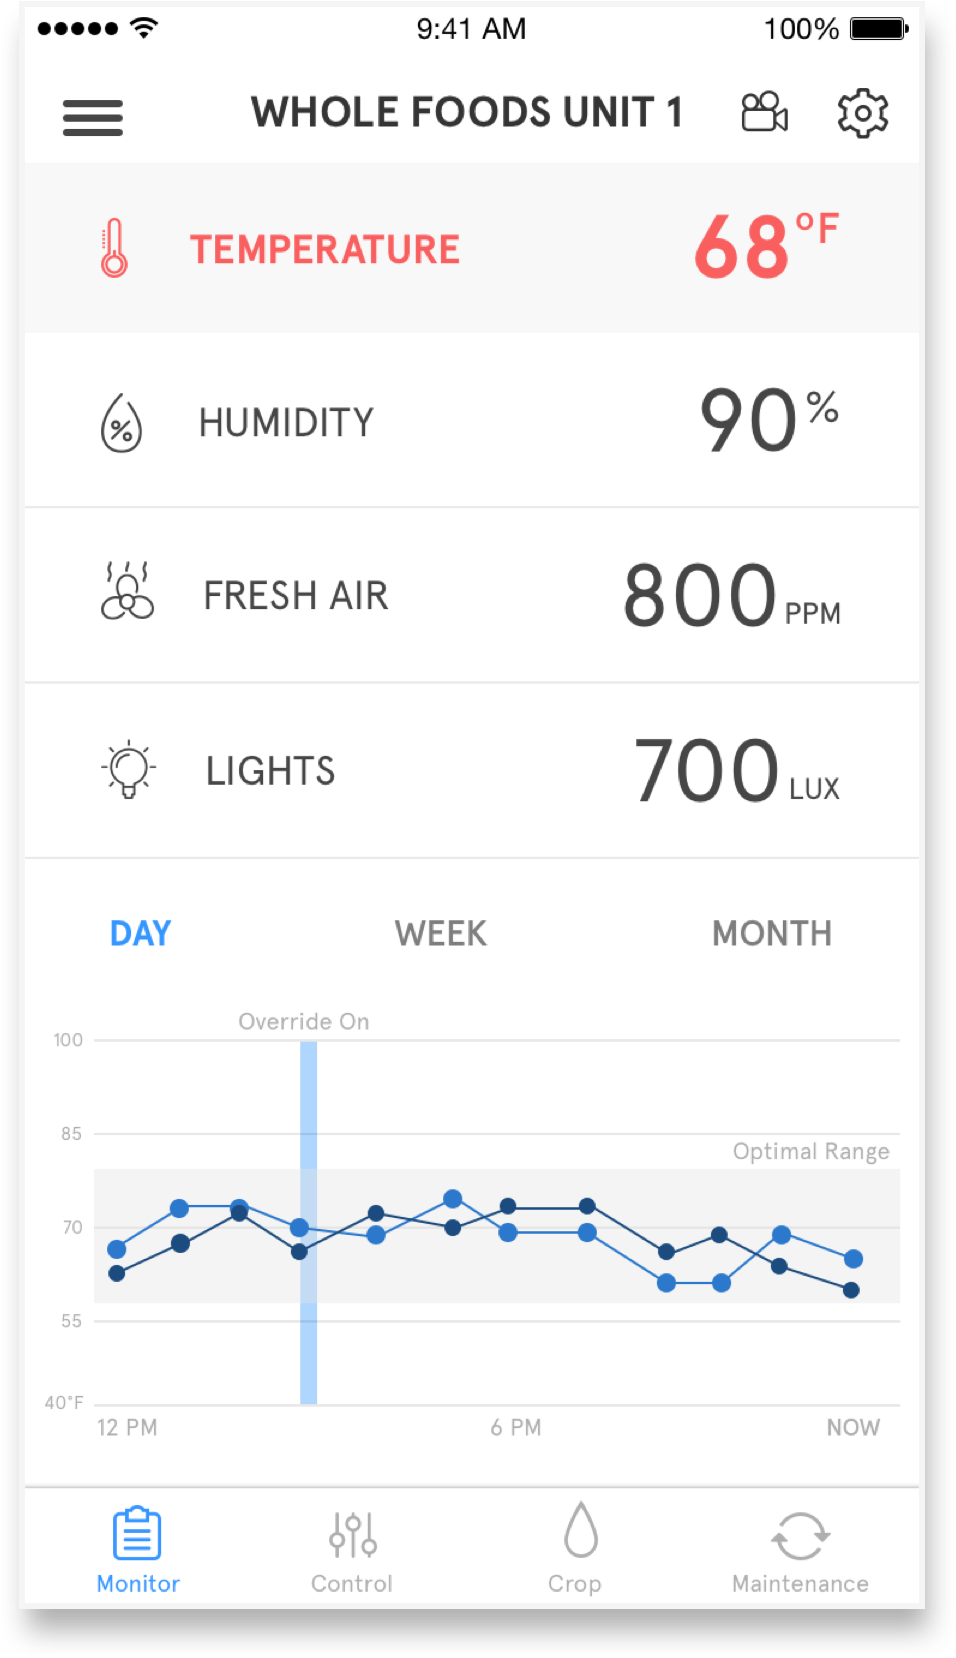 9:41 AM 100%
WHOLE FOODS UNIT 1
TEMPERATURE 68°F
% HUMIDITY 90%
FRESH AIR 800 PPM
LIGHTS 700 LUX
DAY WEEK MONTH
Override On
100
85
Optimal Range
70
55
40°F
12 PM 6 PM NOW
Monitor Control Crop Maintenance